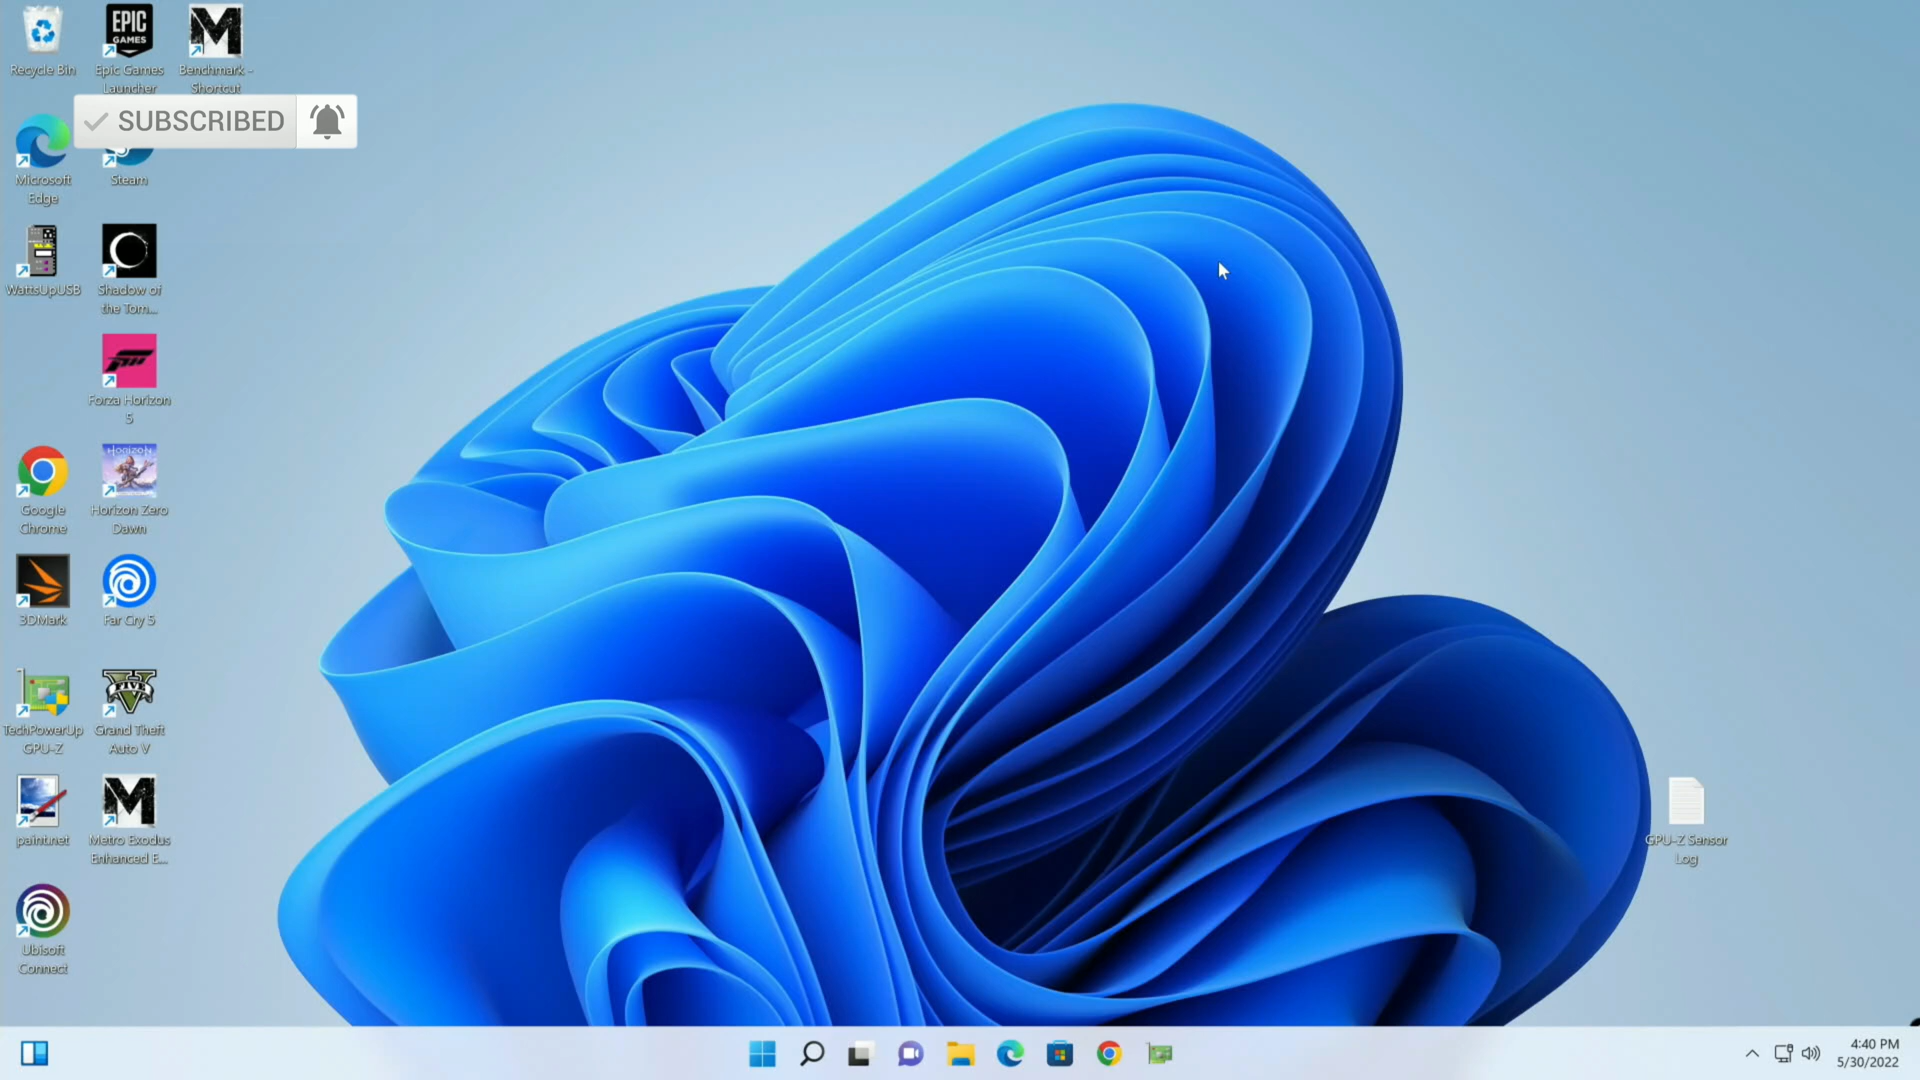 Recycle Bin
EPIC GAMES
Epic Games Launcher
Benchmark - Shortcut
SUBSCRIBED
Microsoft Edge
Steam
WattsUpUSB
Shadow of the Tom...
Forza Horizon 5
Google Chrome
HORIZON
Horizon Zero Dawn
3DMark
Far Cry 5
TechPowerUp GPU-Z
FIVE
Grand Theft Auto V
paint.net
Metro Exodus Enhanced E...
GPU-Z Sensor Log
Ubisoft Connect
4:40 PM
5/30/2022